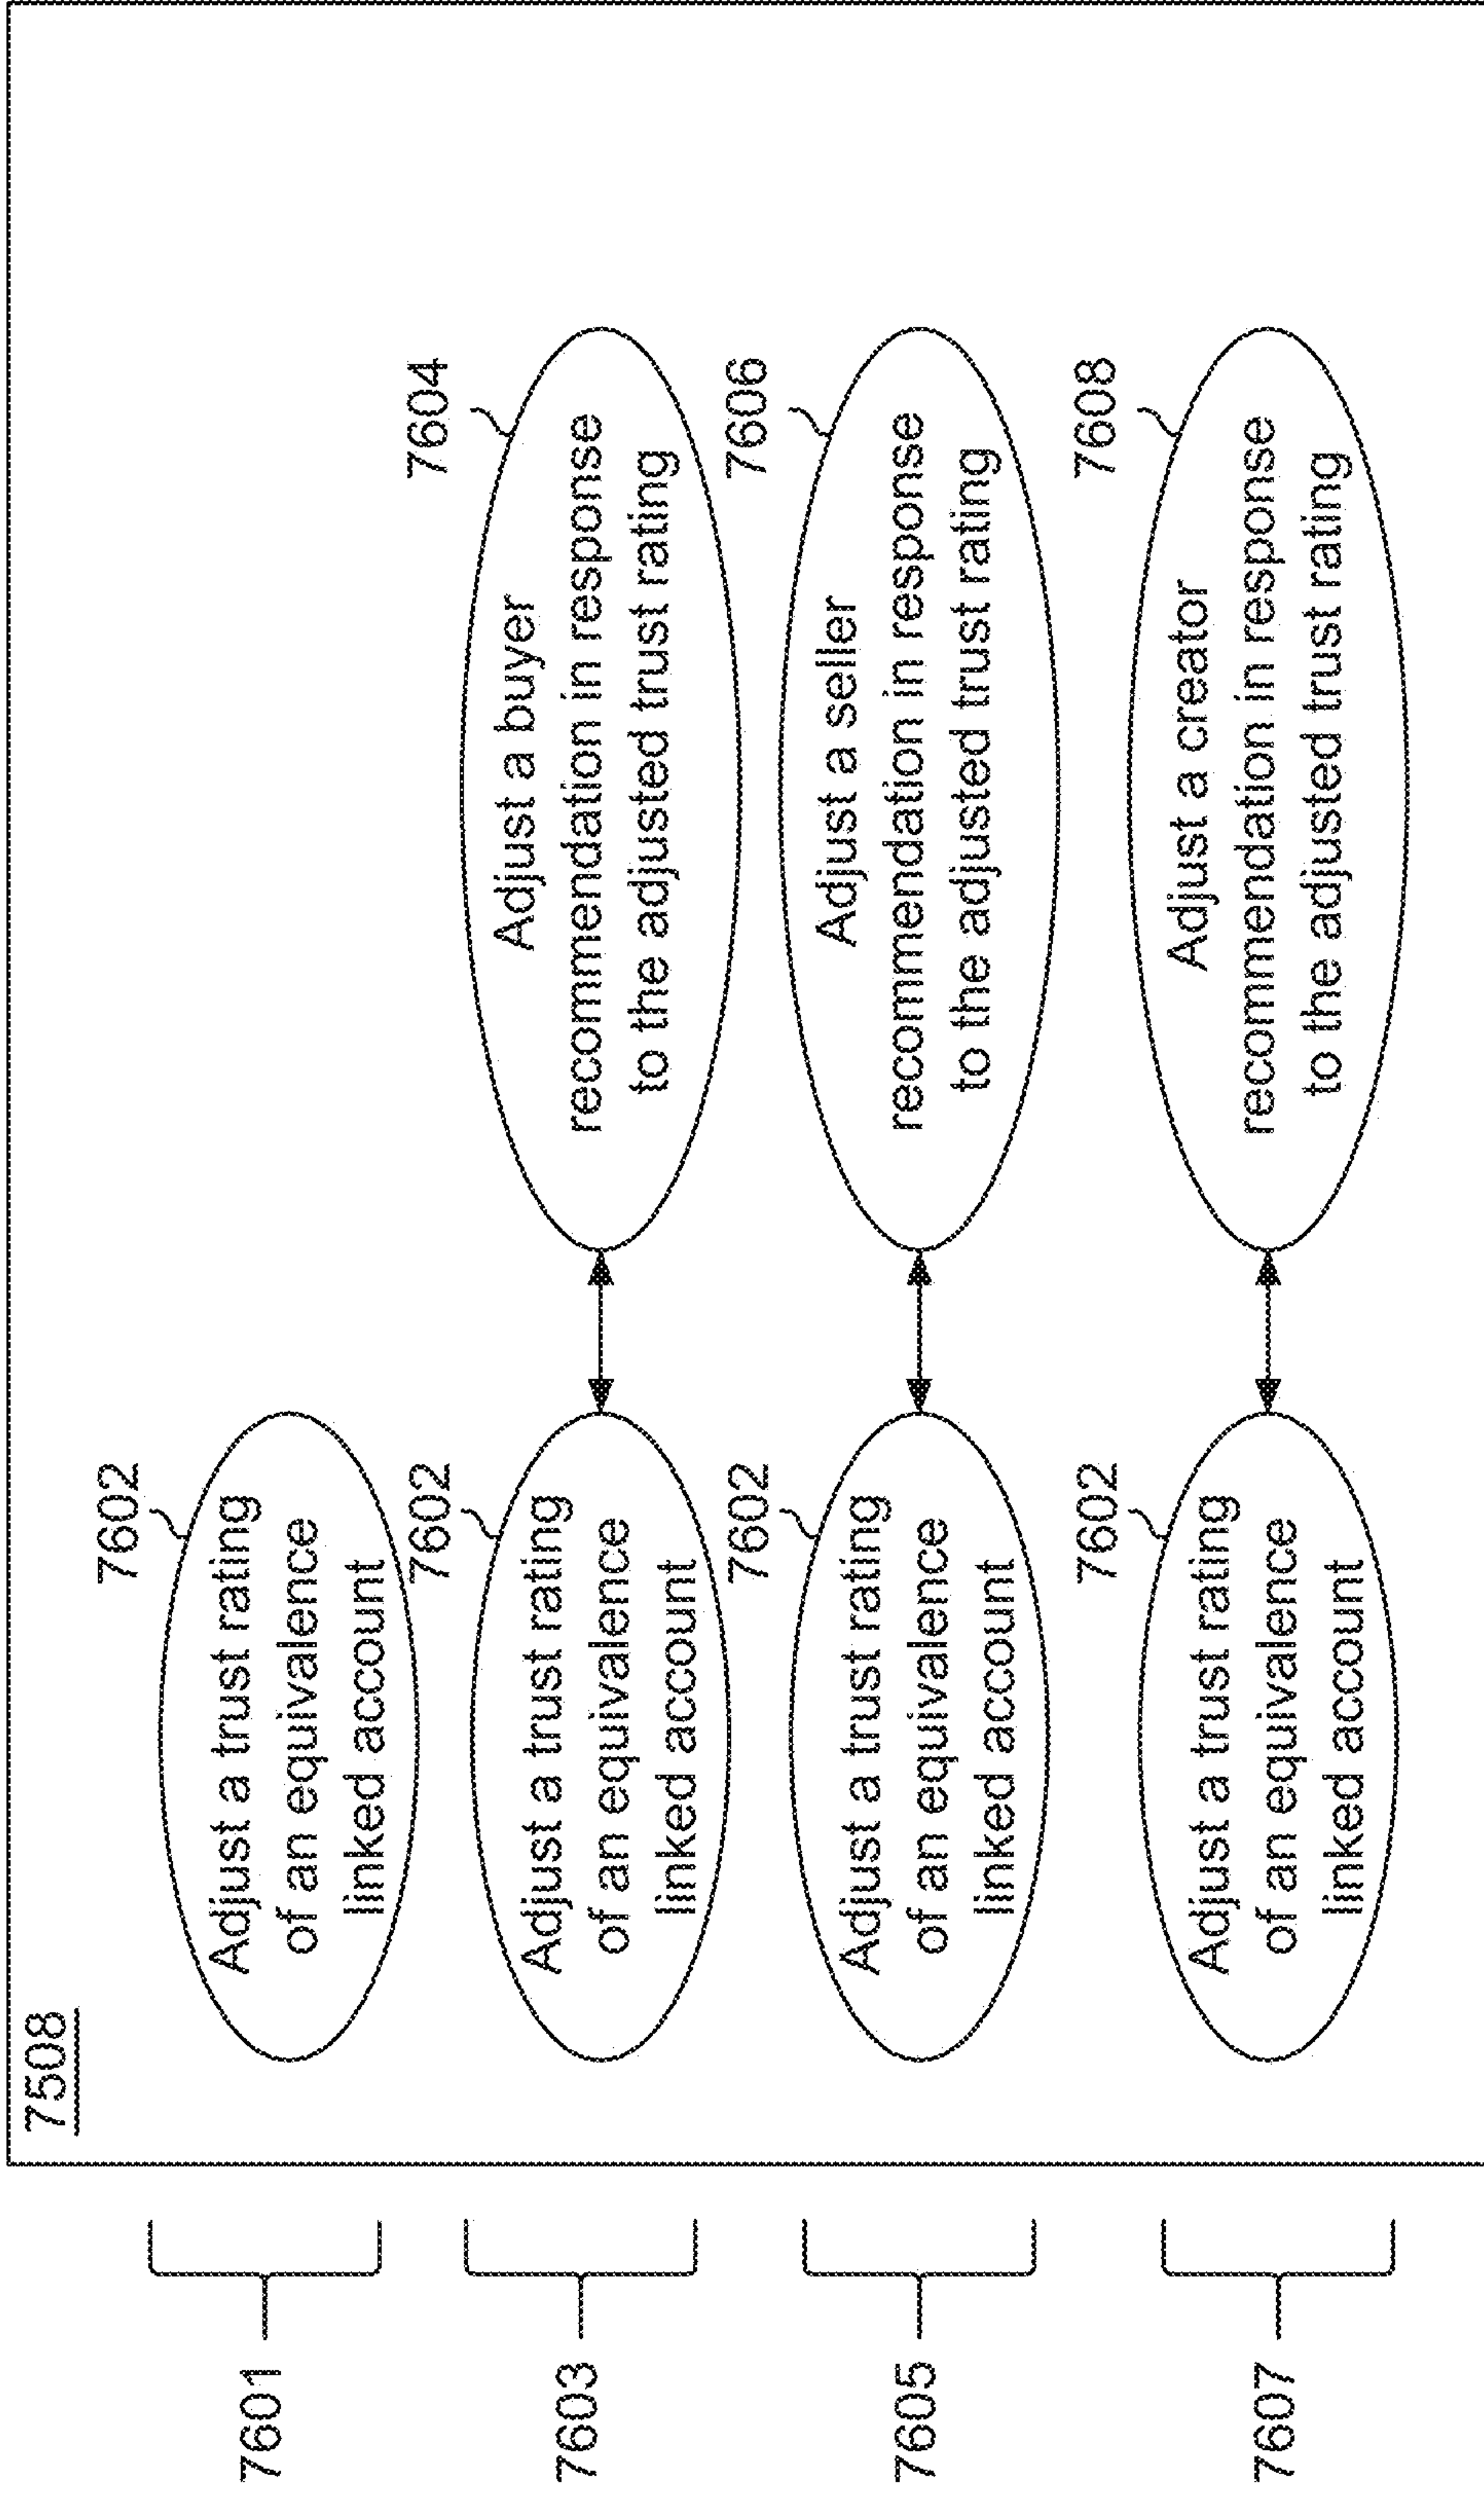 7508
7601
7602
Adjust a trust rating
of an equivalence
linked account
7603
7602
Adjust a trust rating
of an equivalence
linked account
7604
Adjust a buyer
recommendation in response
to the adjusted trust rating
7605
7602
Adjust a trust rating
of an equivalence
linked account
7606
Adjust a seller
recommendation in response
to the adjusted trust rating
7607
7602
Adjust a trust rating
of an equivalence
linked account
7608
Adjust a creator
recommendation in response
to the adjusted trust rating